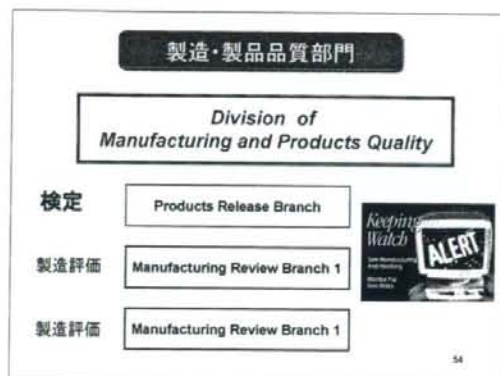 製造・製品品質部門
Division of
Manufacturing and Products Quality
検定
Products Release Branch
Keeping
Watch
ALERT
製造評価
Manufacturing Review Branch 1
製造評価
Manufacturing Review Branch 1
54